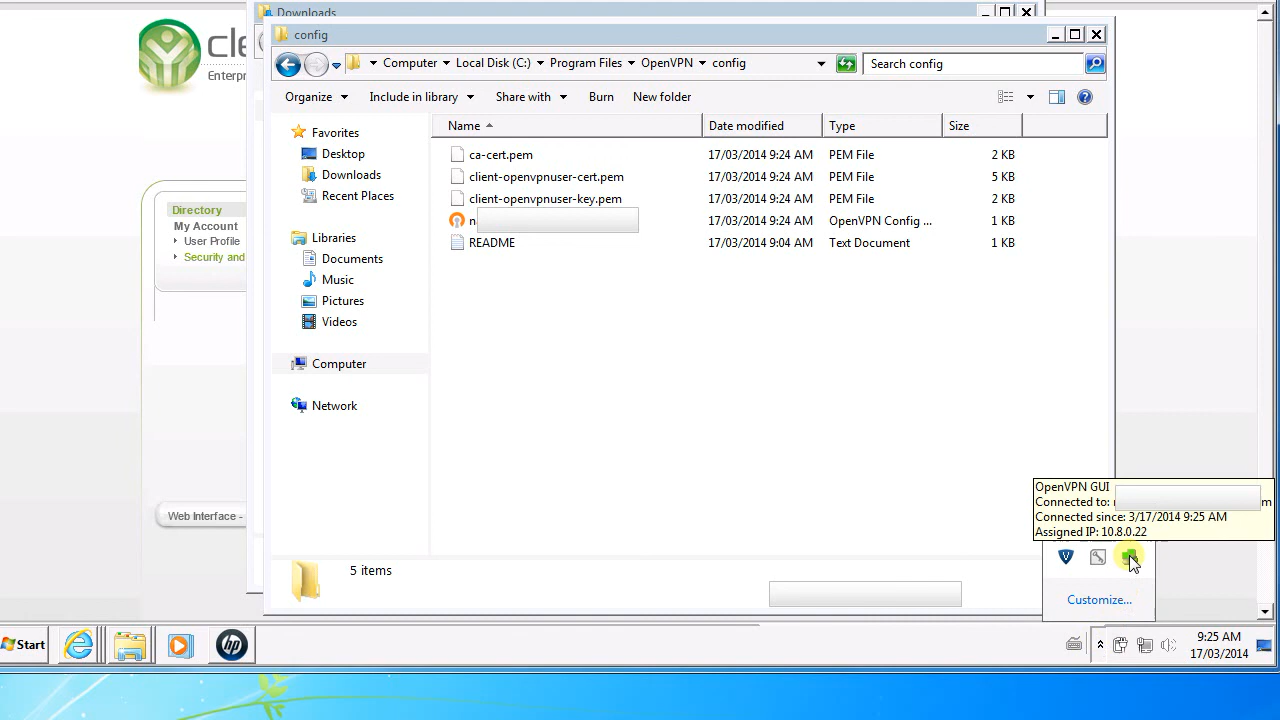 Downloads
config
cle
Enterpr
Computer Local Disk (C:) Program Files OpenVPN config
Search config
Organize Include in library Share with Burn New folder
Name Date modified Type Size
Favorites
Desktop
Downloads
Recent Places
Libraries
Documents
Music
Pictures
Videos
Computer
Network
ca-cert.pem 17/03/2014 9:24 AM PEM File 2 KB
client-openvpnuser-cert.pem 17/03/2014 9:24 AM PEM File 5 KB
client-openvpnuser-key.pem 17/03/2014 9:24 AM PEM File 2 KB
n 17/03/2014 9:24 AM OpenVPN Config ... 1 KB
README 17/03/2014 9:04 AM Text Document 1 KB
Directory
My Account
User Profile
Security and
Web Interface -
OpenVPN GUI
Connected to: m
Connected since: 3/17/2014 9:25 AM
Assigned IP: 10.8.0.22
5 items
V
Customize...
Start
hp
9:25 AM
17/03/2014